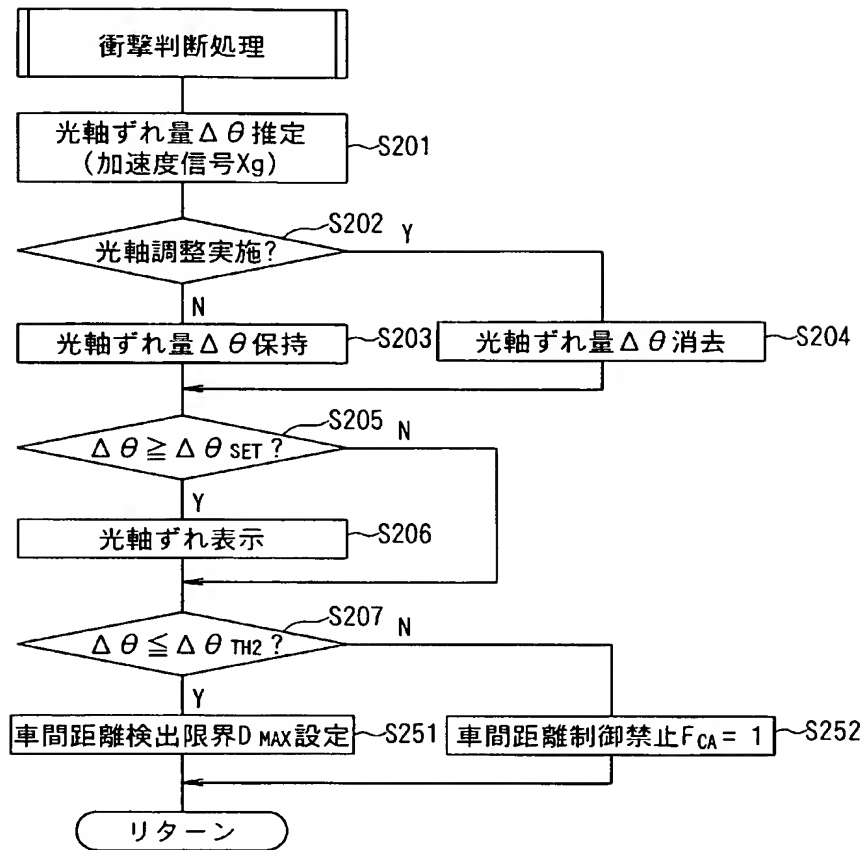 衝撃判断処理
光軸ずれ量Δθ推定
(加速度信号Xg)
S201
S202
光軸調整実施?
Y
N
光軸ずれ量Δθ保持
S203
光軸ずれ量Δθ消去
S204
S205
Δθ≧ΔθSET?
N
Y
光軸ずれ表示
S206
S207
Δθ≦ΔθTH2?
N
Y
車間距離検出限界DMAX設定
S251
車間距離制御禁止FCA=1
S252
リターン